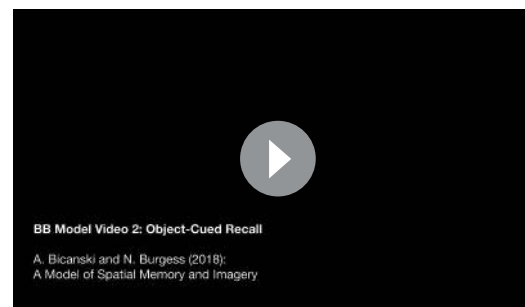 BB Model Video 2: Object-Cued Recall
A. Bicanski and N. Burgess (2018):
A Model of Spatial Memory and Imagery